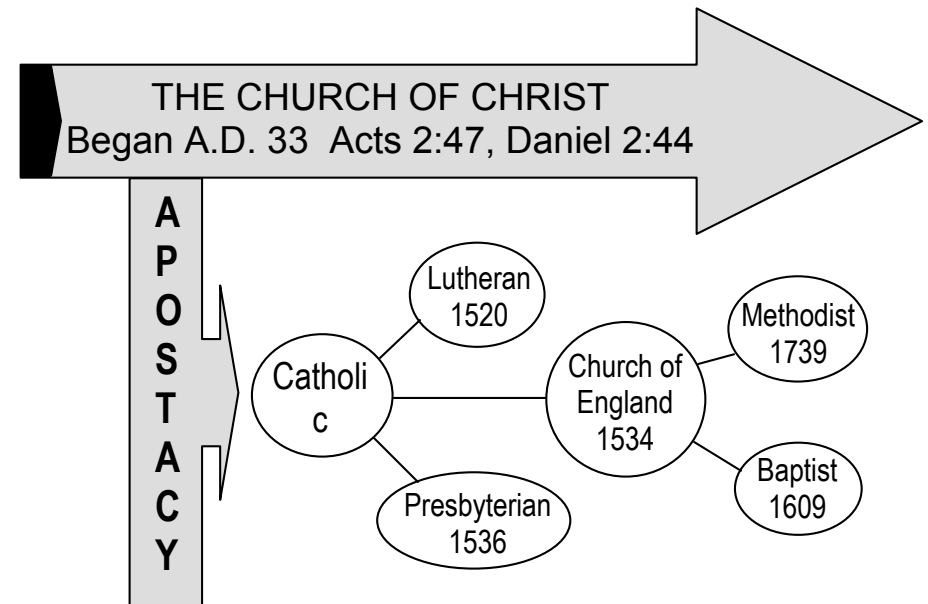 THE CHURCH OF CHRIST
Began A.D. 33 Acts 2:47, Daniel 2:44
A
P
O
S
T
A
C
Y
Catholi
c
Lutheran
1520
Presbyterian
1536
Church of
England
1534
Methodist
1739
Baptist
1609